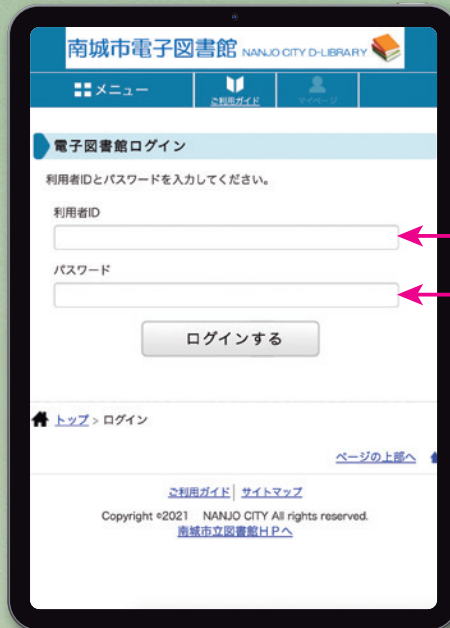 南城市電子図書館 NANJO CITY D-LIBRARY
メニュー
ご利用ガイド
マイページ
電子図書館ログイン
利用者IDとパスワードを入力してください。
利用者ID
パスワード
ログインする
トップ > ログイン
ページの上部へ
ご利用ガイド│ サイトマップ
Copyright ©2021 NANJO CITY All rights reserved.
南城市立図書館HPへ